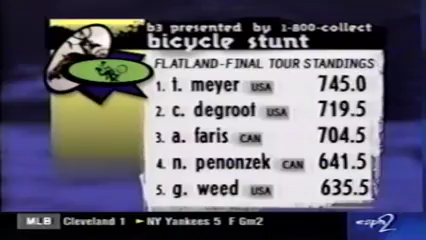 b3 presented by 1-800-collect
bicycle stunt
FLATLAND-FINAL TOUR STANDINGS
1. t. meyer USA 745.0
2. c. degroot USA 719.5
3. a. faris CAN 704.5
4. n. penonzek CAN 641.5
5. g. weed USA 635.5
MLB Cleveland 1 ► NY Yankees 5 F Gm2 espn2